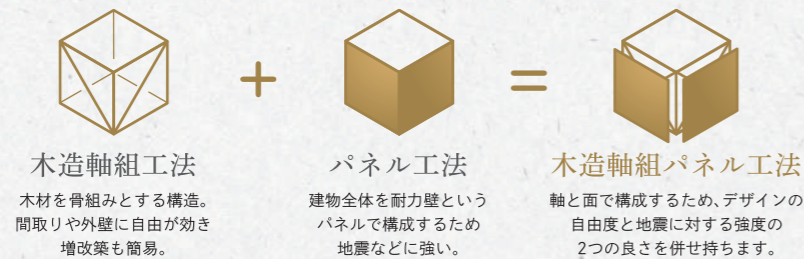 +
=
木造軸組工法
パネル工法
木造軸組パネル工法
木材を骨組みとする構造。
間取りや外壁に自由が効き
増改築も簡易。
建物全体を耐力壁という
パネルで構成するため
地震などに強い。
軸と面で構成するため、デザインの
自由度と地震に対する強度の
2つの良さを併せ持ちます。